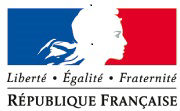 Liberté • Égalité • Fraternité
RÉPUBLIQUE FRANÇAISE